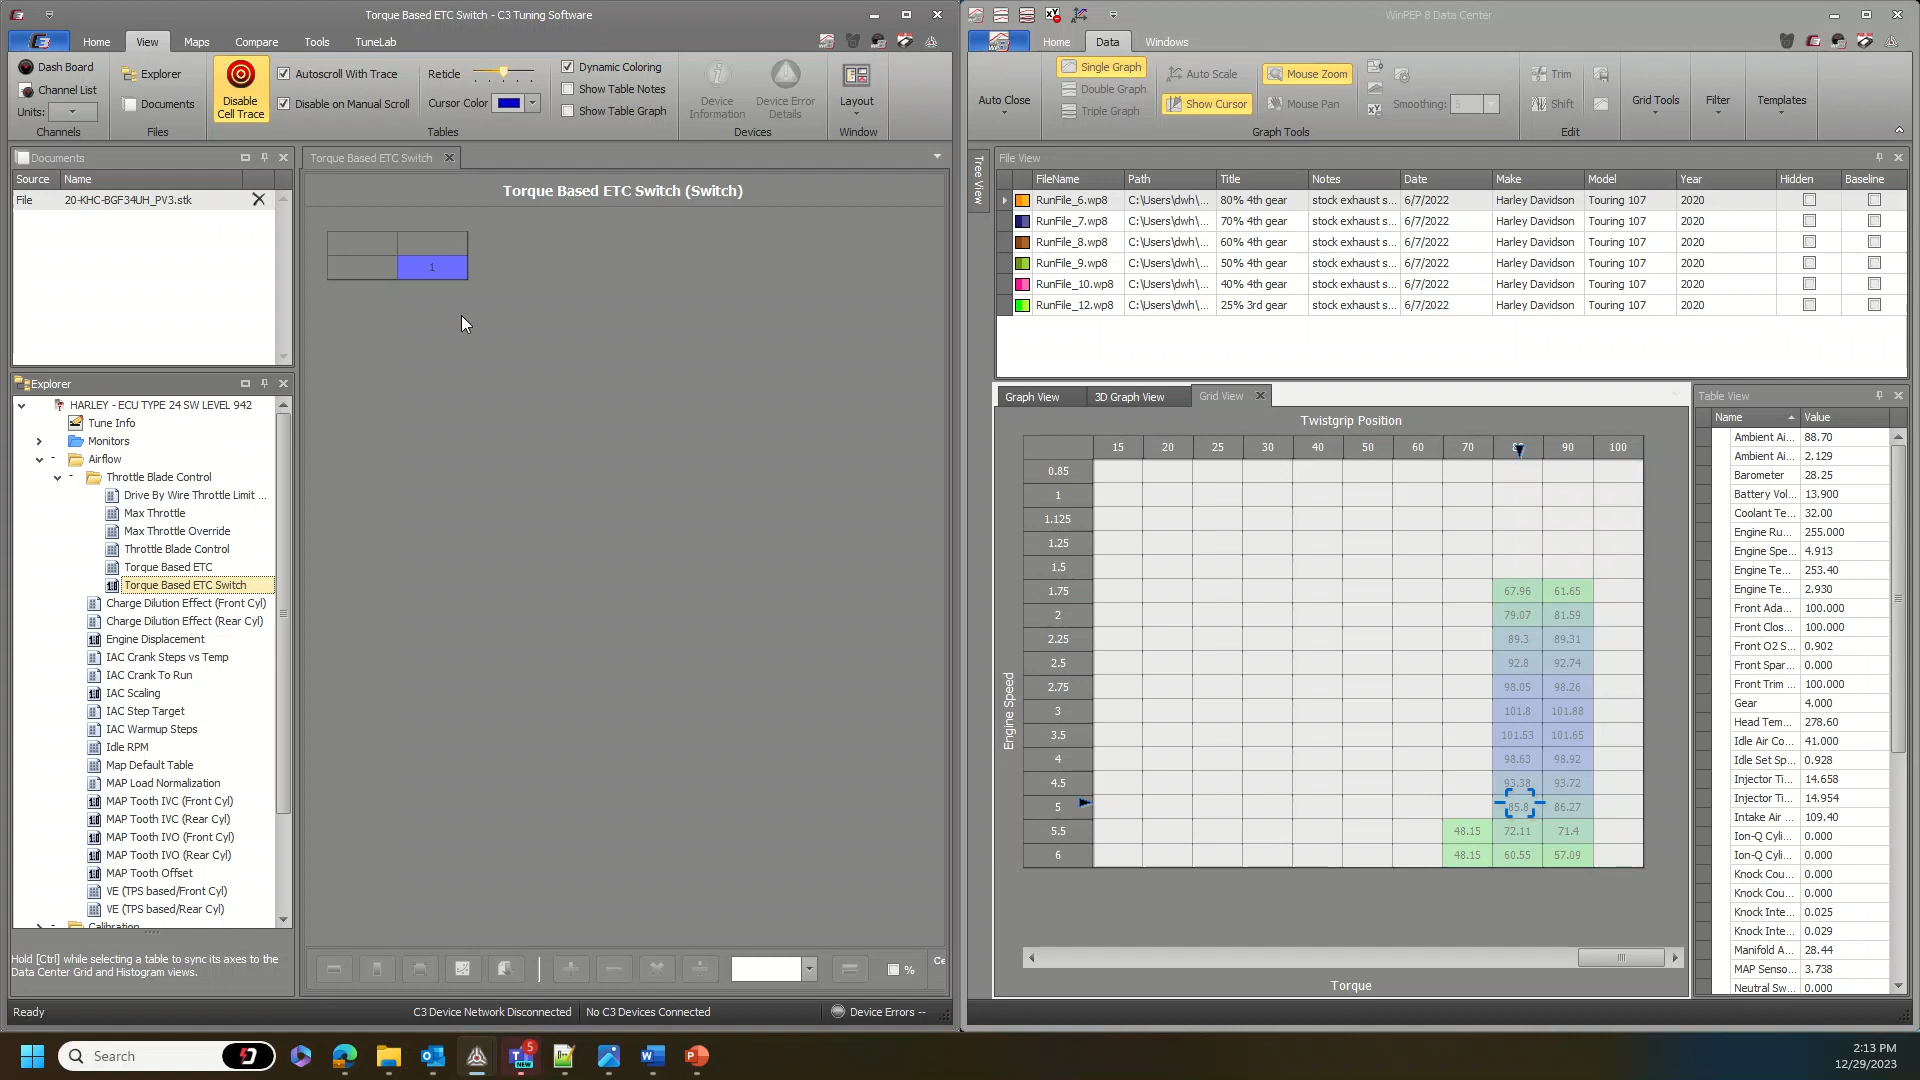 Torque Based ETC Switch - C3 Tuning Software
Home
View
Maps
Compare
Tools
TuneLab
Dash Board
Channel List
Units:
Channels
Explorer
Documents
Files
Disable
Cell Trace
Autoscroll With Trace
Disable on Manual Scroll
Reticle
Cursor Color
Dynamic Coloring
Show Table Notes
Show Table Graph
Tables
Device
Information
Device Error
Details
Devices
Layout
Window
Documents
Source Name
File 20-KHC-BGF34UH_PV3.stk
Explorer
HARLEY - ECU TYPE 24 SW LEVEL 942
Tune Info
Monitors
Airflow
Throttle Blade Control
Drive By Wire Throttle Limit ...
Max Throttle
Max Throttle Override
Throttle Blade Control
Torque Based ETC
Torque Based ETC Switch
Charge Dilution Effect (Front Cyl)
Charge Dilution Effect (Rear Cyl)
Engine Displacement
IAC Crank Steps vs Temp
IAC Crank To Run
IAC Scaling
IAC Step Target
IAC Warmup Steps
Idle RPM
Map Default Table
MAP Load Normalization
MAP Tooth IVC (Front Cyl)
MAP Tooth IVC (Rear Cyl)
MAP Tooth IVO (Front Cyl)
MAP Tooth IVO (Rear Cyl)
MAP Tooth Offset
VE (TPS based/Front Cyl)
VE (TPS based/Rear Cyl)
Calibration
Hold [Ctrl] while selecting a table to sync its axes to the
Data Center Grid and Histogram views.
Torque Based ETC Switch
Torque Based ETC Switch (Switch)
1
%
Ce
Ready
C3 Device Network Disconnected
No C3 Devices Connected
Device Errors --
WinPEP 8 Data Center
Home
Data
Windows
Auto Close
Single Graph
Double Graph
Triple Graph
Auto Scale
Show Cursor
Mouse Zoom
Mouse Pan
Smoothing: 5
Graph Tools
Trim
Shift
Edit
Grid Tools
Filter
Templates
Tree View
File View
FileName Path Title Notes Date Make Model Year Hidden Baseline
RunFile_6.wp8 C:\Users\dwh\... 80% 4th gear stock exhaust s... 6/7/2022 Harley Davidson Touring 107 2020
RunFile_7.wp8 C:\Users\dwh\... 70% 4th gear stock exhaust s... 6/7/2022 Harley Davidson Touring 107 2020
RunFile_8.wp8 C:\Users\dwh\... 60% 4th gear stock exhaust s... 6/7/2022 Harley Davidson Touring 107 2020
RunFile_9.wp8 C:\Users\dwh\... 50% 4th gear stock exhaust s... 6/7/2022 Harley Davidson Touring 107 2020
RunFile_10.wp8 C:\Users\dwh\... 40% 4th gear stock exhaust s... 6/7/2022 Harley Davidson Touring 107 2020
RunFile_12.wp8 C:\Users\dwh\... 25% 3rd gear stock exhaust s... 6/7/2022 Harley Davidson Touring 107 2020
Graph View
3D Graph View
Grid View
Twistgrip Position
15 20 25 30 40 50 60 70 90 100
Engine Speed
0.85
1
1.125
1.25
1.5
1.75 67.96 61.65
2 79.07 81.59
2.25 89.3 89.31
2.5 92.8 92.74
2.75 98.05 98.26
3 101.8 101.88
3.5 101.53 101.65
4 98.63 98.92
4.5 93.38 93.72
5 85.8 86.27
5.5 48.15 72.11 71.4
6 48.15 60.55 57.09
Torque
Table View
Name Value
Ambient Ai... 88.70
Ambient Ai... 2.129
Barometer 28.25
Battery Vol... 13.900
Coolant Te... 32.00
Engine Ru... 255.000
Engine Spe... 4.913
Engine Te... 253.40
Engine Te... 2.930
Front Ada... 100.000
Front Clos... 100.000
Front O2 S... 0.902
Front Spar... 0.000
Front Trim ... 100.000
Gear 4.000
Head Tem... 278.60
Idle Air Co... 41.000
Idle Set Sp... 0.928
Injector Ti... 14.658
Injector Ti... 14.954
Intake Air ... 109.40
Ion-Q Cyli... 0.000
Ion-Q Cyli... 0.000
Knock Cou... 0.000
Knock Cou... 0.000
Knock Inte... 0.025
Knock Inte... 0.029
Manifold A... 28.44
MAP Senso... 3.738
Neutral Sw... 0.000
Search
5
NEW
2:13 PM
12/29/2023